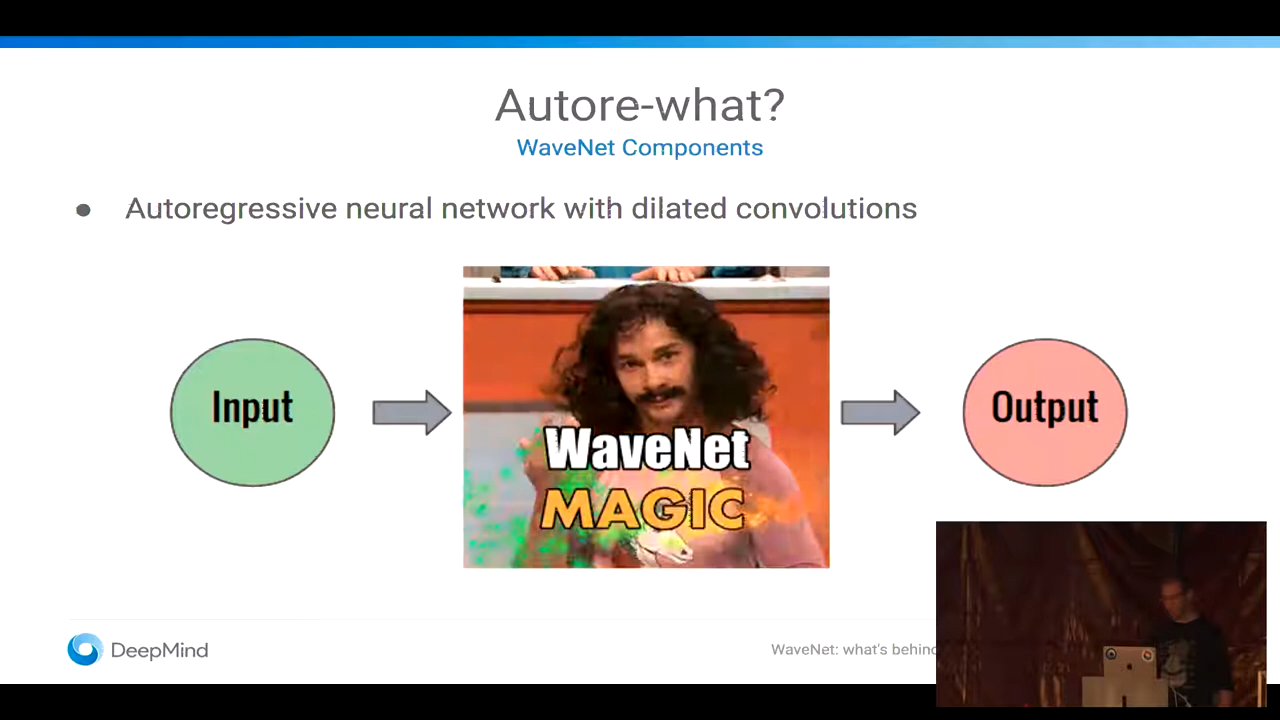 Autore-what?
WaveNet Components
● Autoregressive neural network with dilated convolutions
Input
WaveNet
MAGIC
Output
DeepMind
WaveNet: what's behind